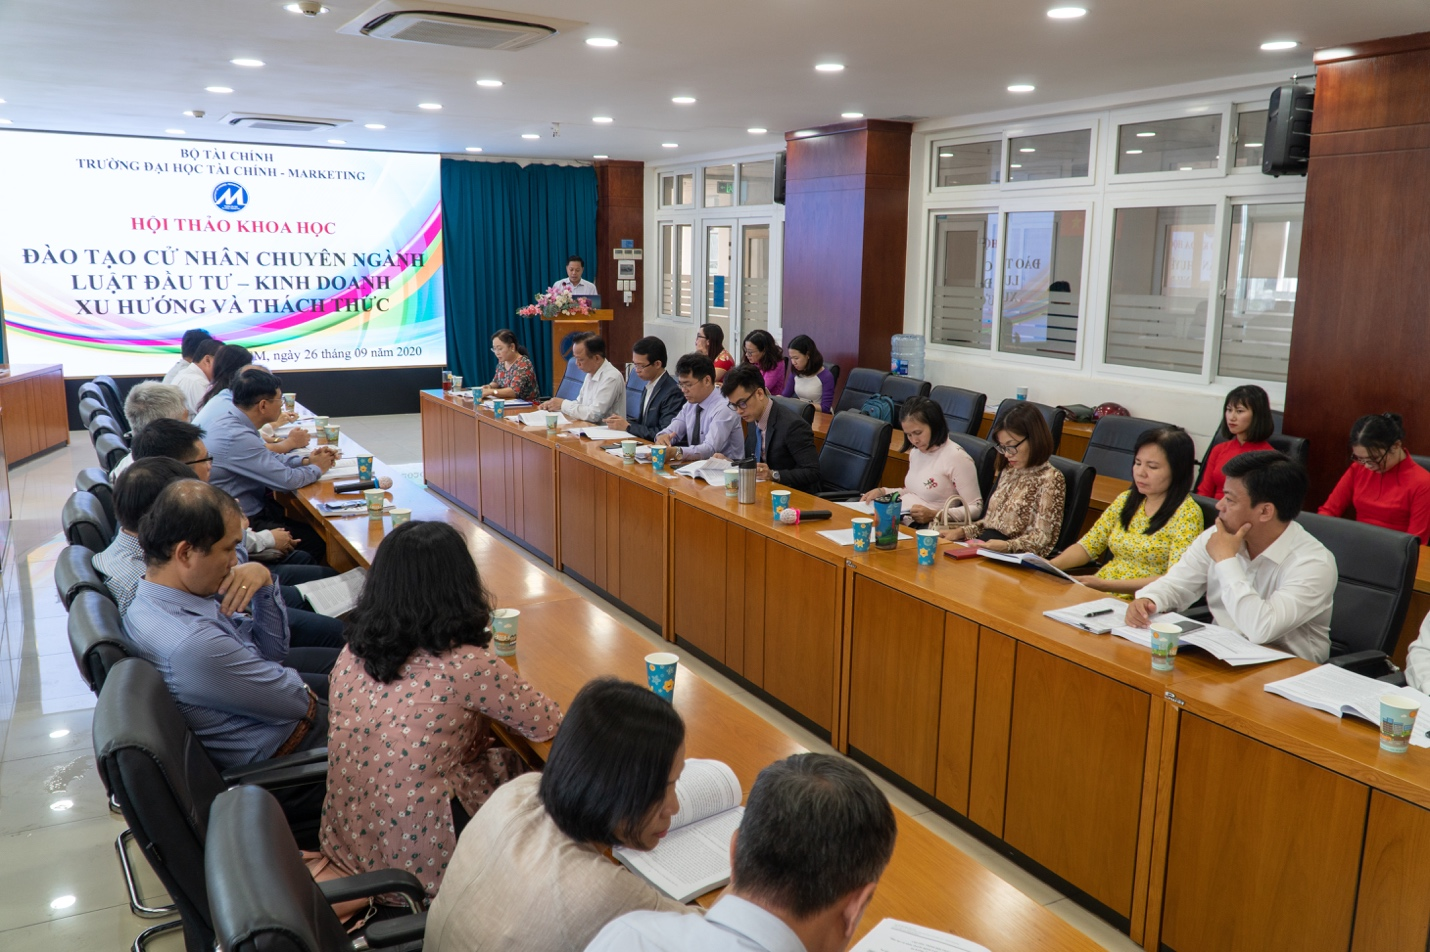 BỘ TÀI CHÍNH
TRƯỜNG ĐẠI HỌC TÀI CHÍNH - MARKETING
HỘI THẢO KHOA HỌC
ĐÀO TẠO CỬ NHÂN CHUYÊN NGÀNH
LUẬT ĐẦU TƯ – KINH DOANH
XU HƯỚNG VÀ THÁCH THỨC
M, ngày 26 tháng 09 năm 2020